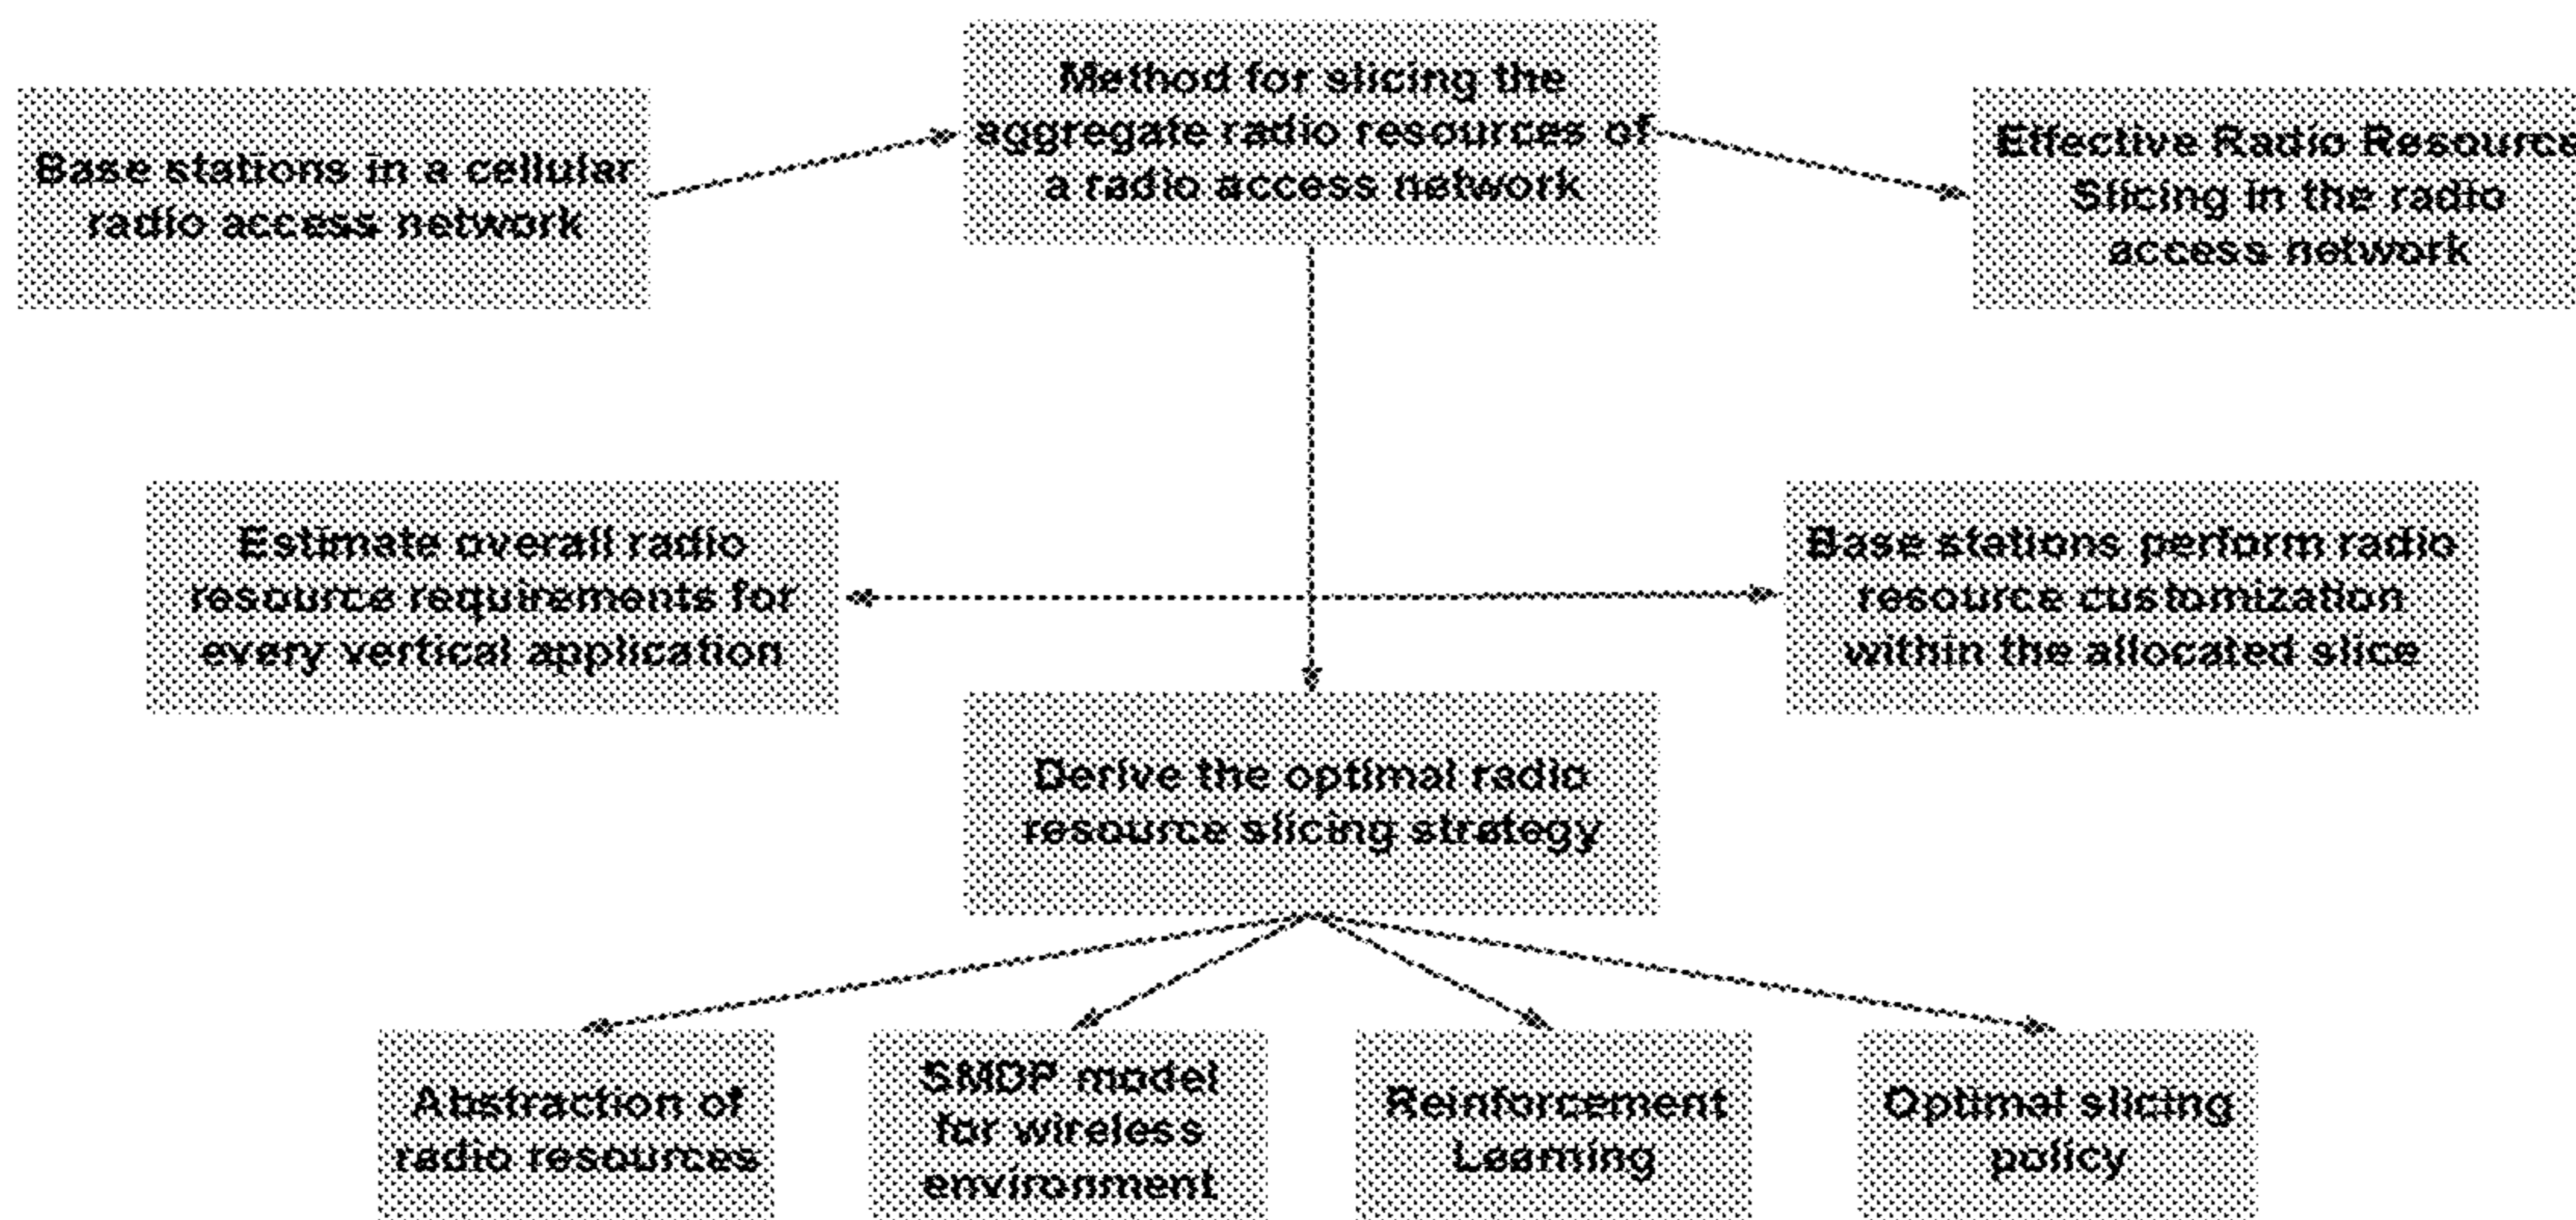 Base stations in a cellular
radio access network
Method for slicing the
aggregate radio resources of
a radio access network
Effective Radio Resource
Slicing in the radio
access network
Estimate overall radio
resource requirements for
every vertical application
Base stations perform radio
resource customization
within the allocated slice
Derive the optimal radio
resource slicing strategy
Abstraction of
radio resources
SMDP model
for wireless
environment
Reinforcement
Learning
Optimal slicing
policy